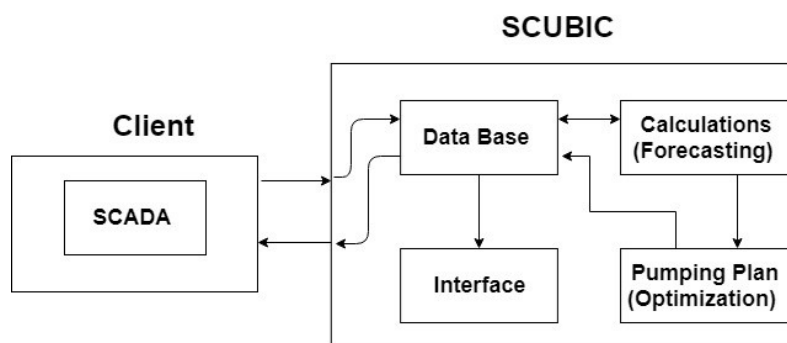 SCUBIC
Client
SCADA
Data Base
Calculations
(Forecasting)
Interface
Pumping Plan
(Optimization)